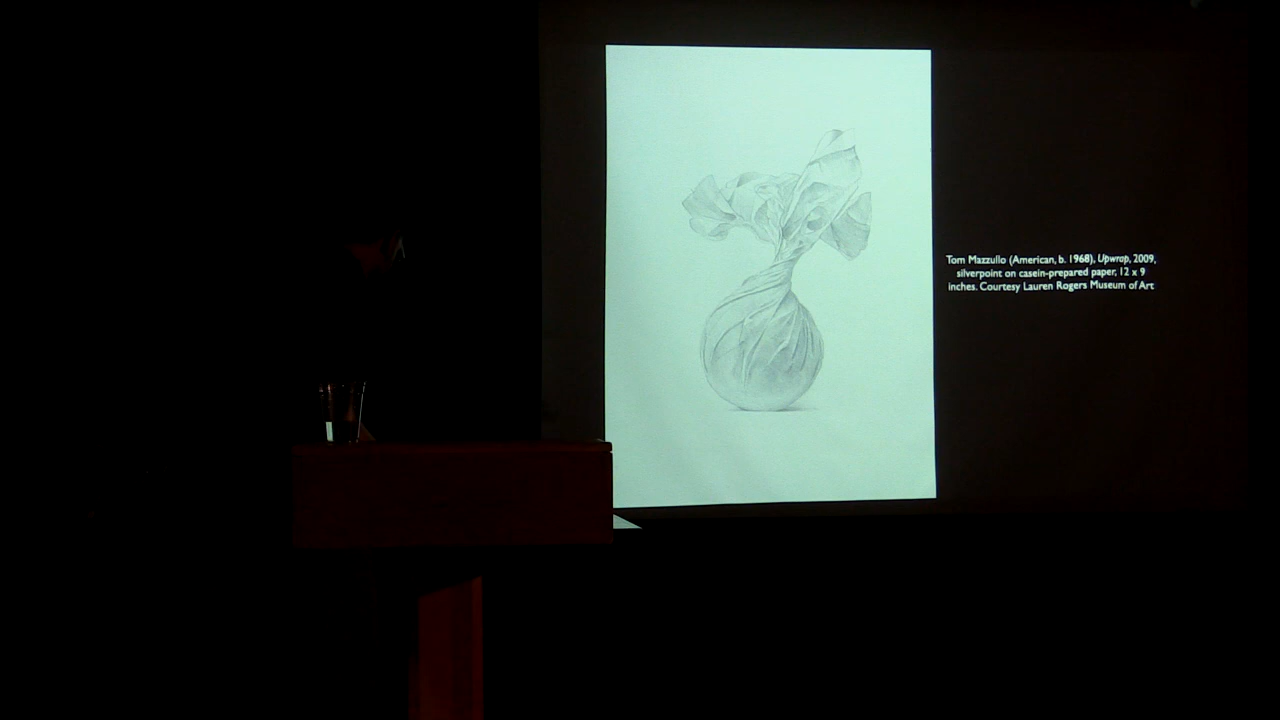 Tom Mazzullo (American, b. 1968), Upwrap, 2009,
silverpoint on casein-prepared paper, 12 x 9
inches. Courtesy Lauren Rogers Museum of Art